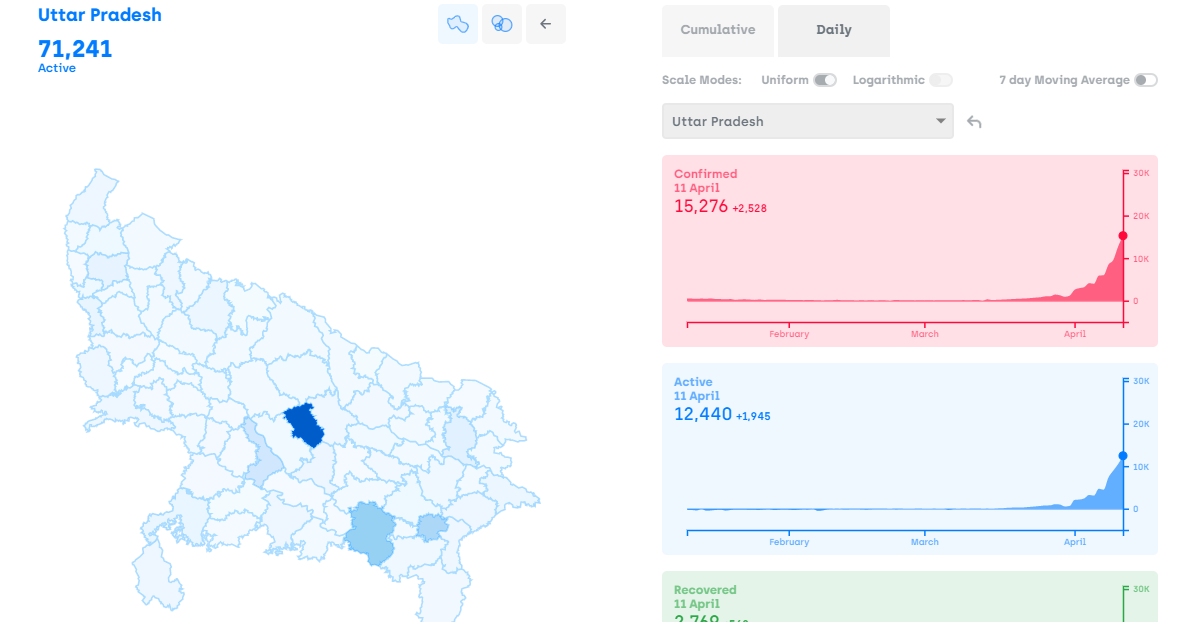 Uttar Pradesh
71,241
Active
Cumulative
Daily
Scale Modes: Uniform Logarithmic 7 day Moving Average
Uttar Pradesh
Confirmed
11 April
15,276 +2,528
30K
20K
10K
0
February March April
Active
11 April
12,440 +1,945
30K
20K
10K
0
February March April
Recovered
11 April
2,769
30K